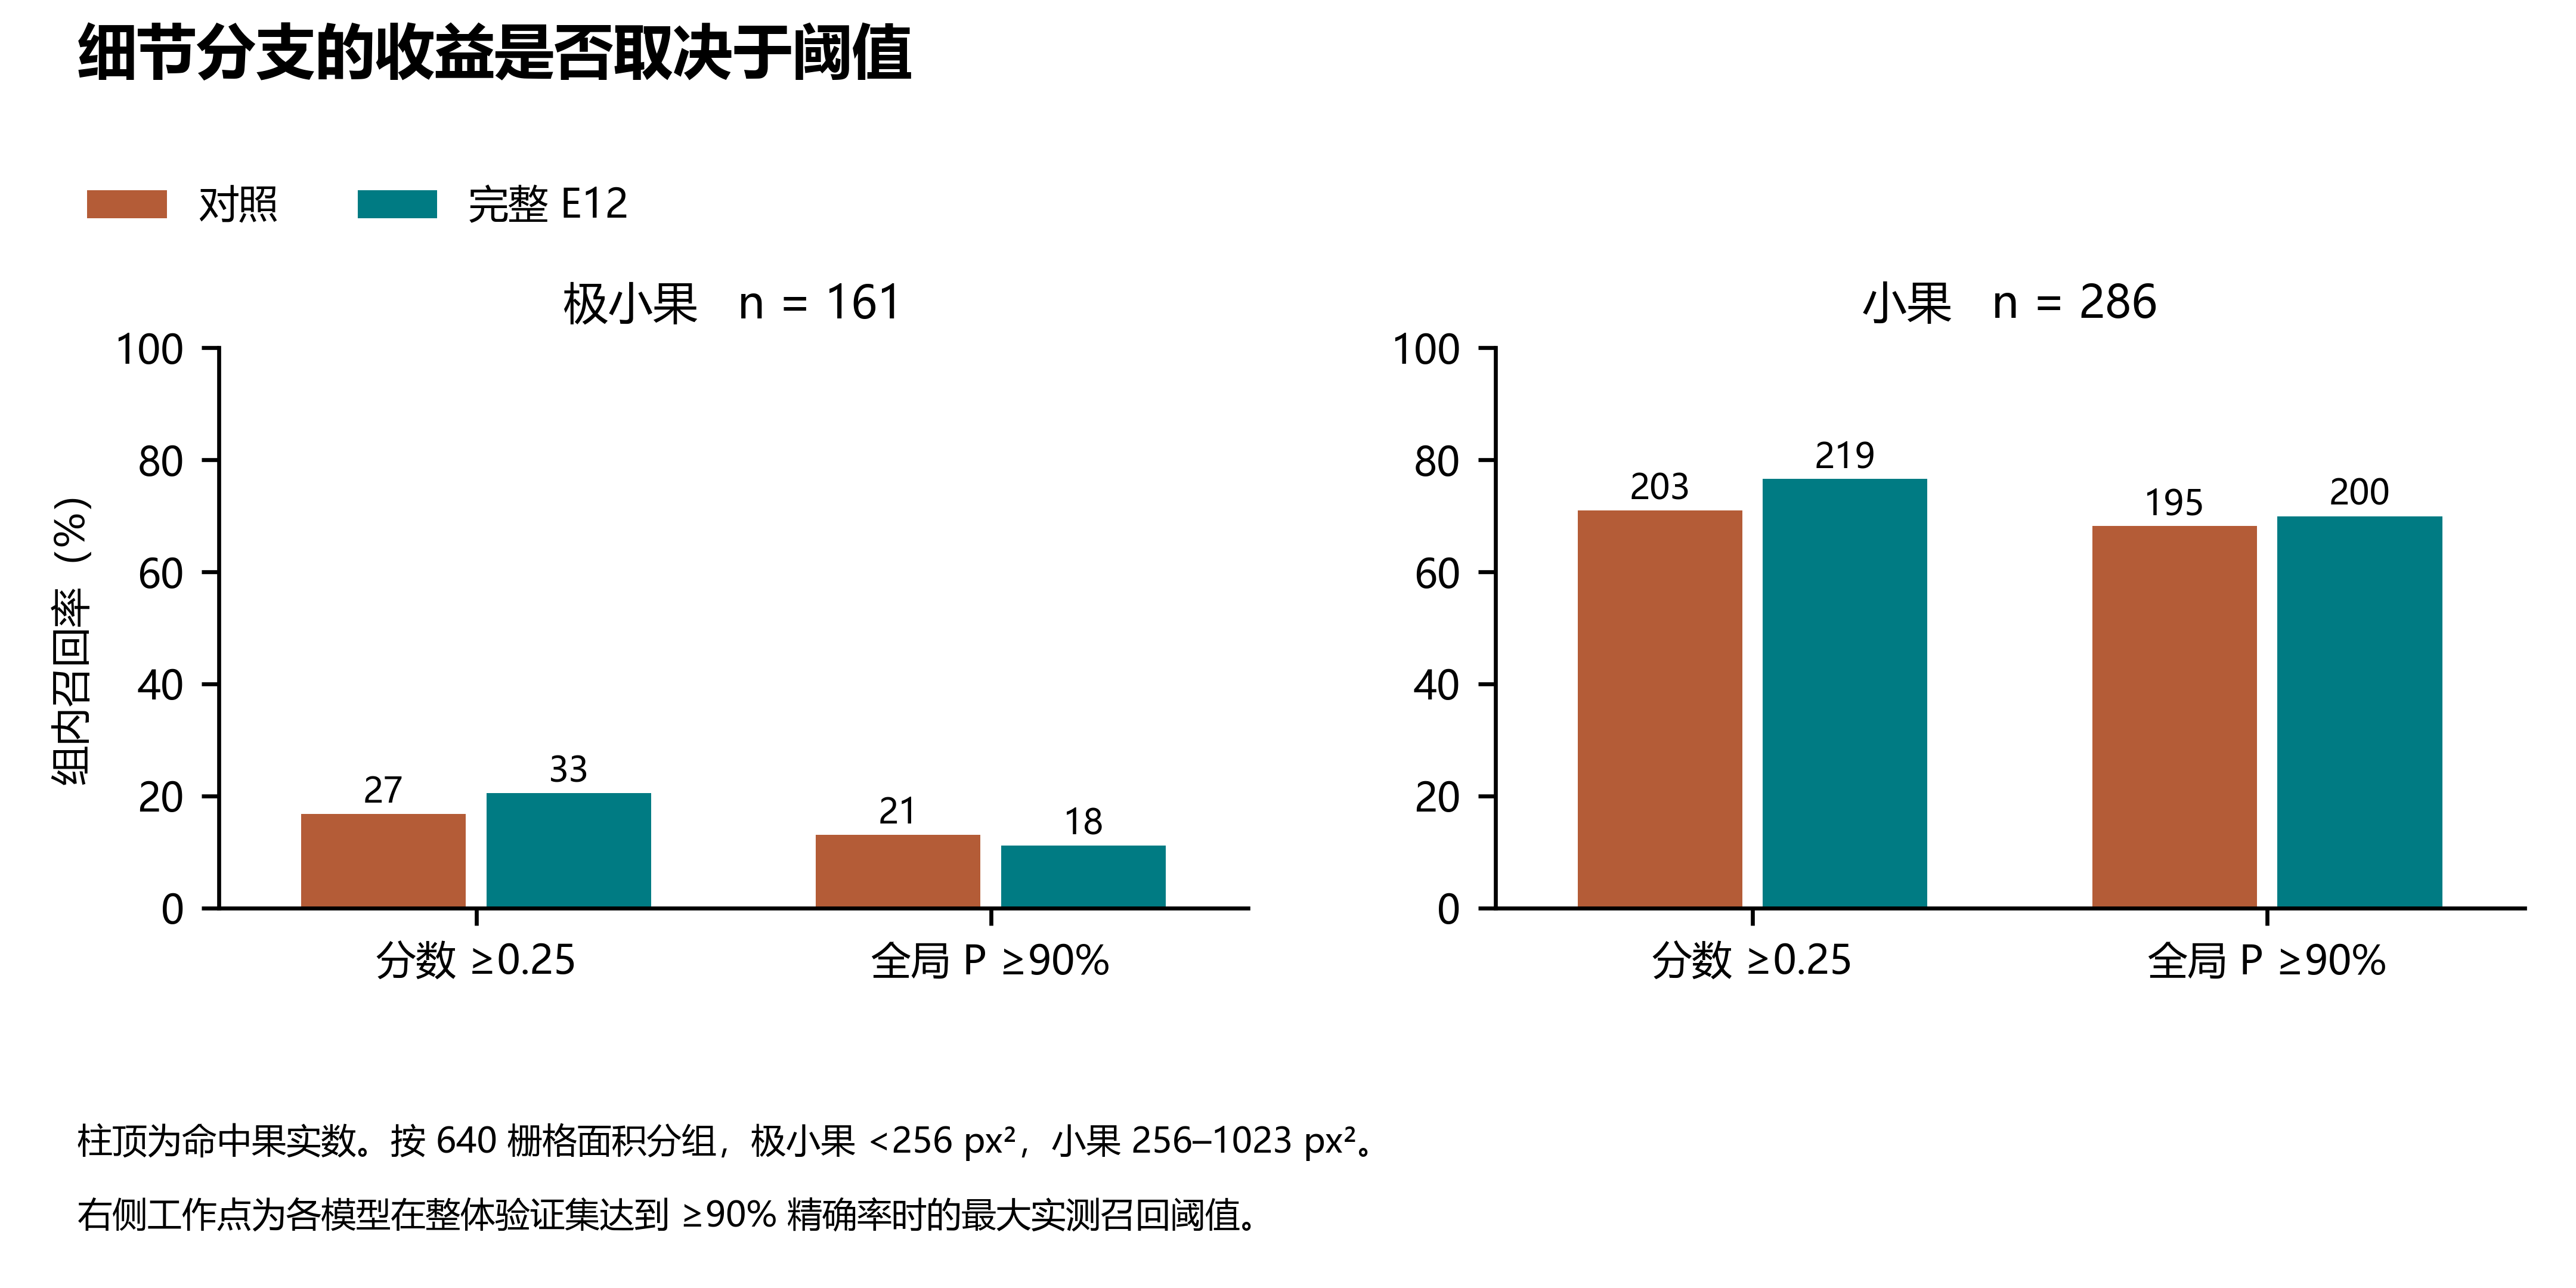 细节分支的收益是否取决于阈值
对照
完整 E12
极小果 n = 161
组内召回率 (%)
100
80
60
40
20
0
27
33
21
18
分数 ≥0.25
全局 P ≥90%
小果 n = 286
100
80
60
40
20
0
203
219
195
200
分数 ≥0.25
全局 P ≥90%
柱顶为命中果实数。按 640 栅格面积分组，极小果 <256 px²，小果 256–1023 px²。
右侧工作点为各模型在整体验证集达到 ≥90% 精确率时的最大实测召回阈值。